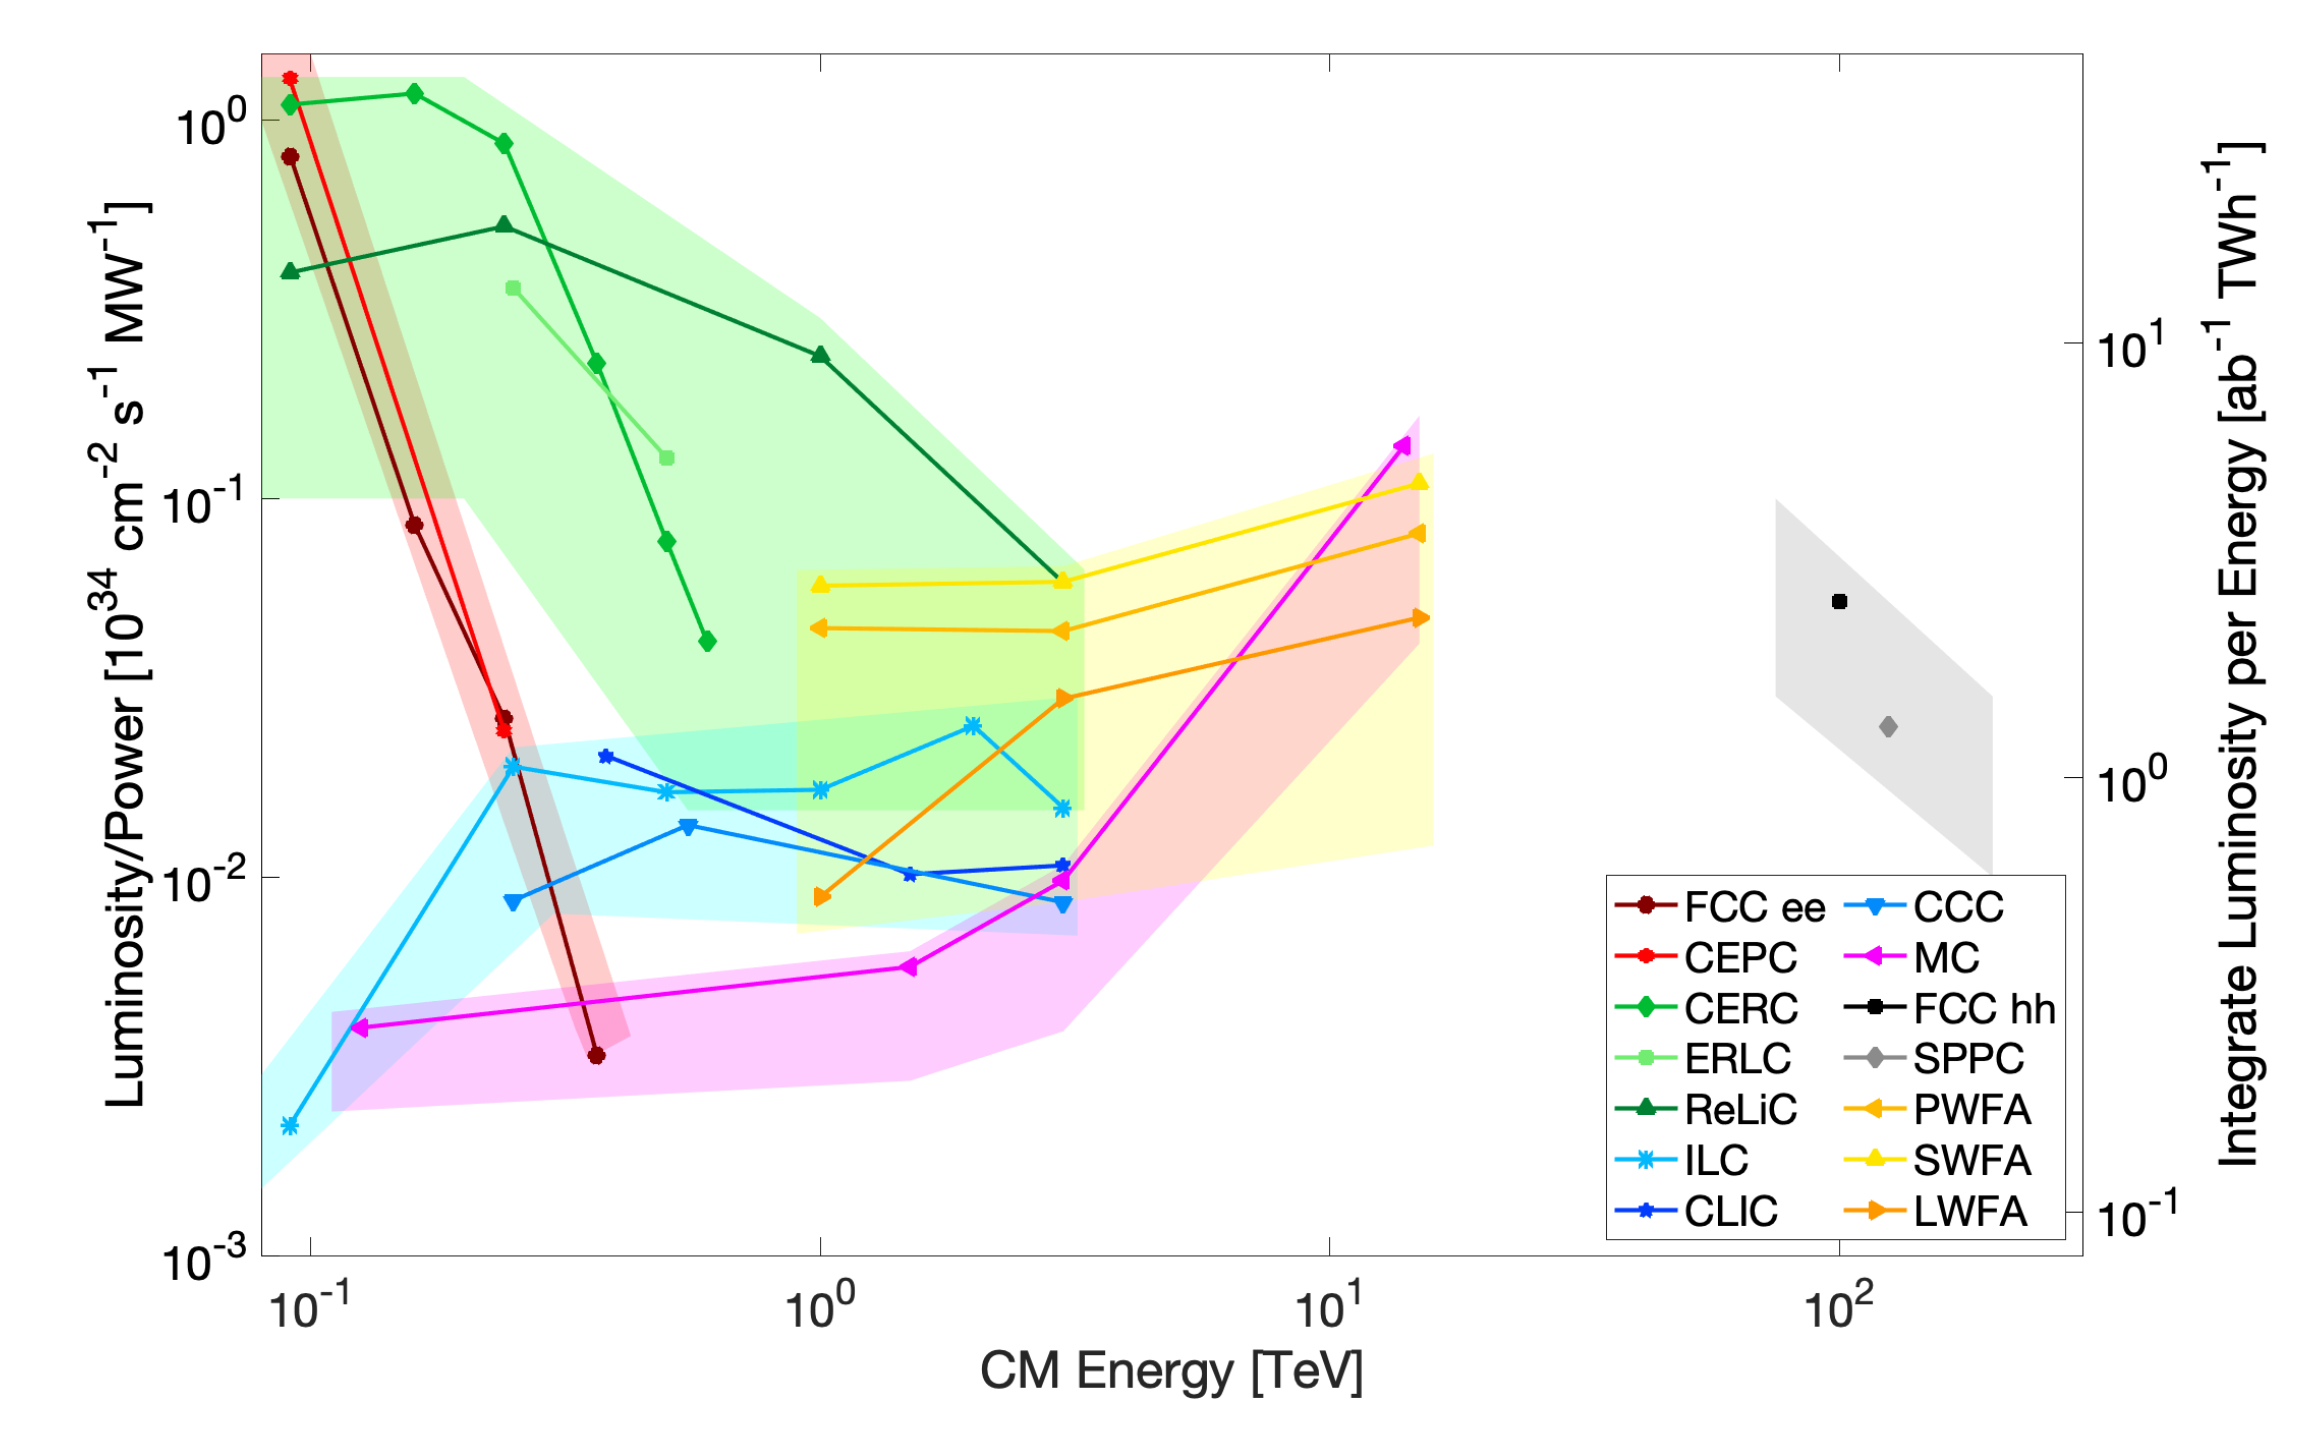 Luminosity/Power [10^34 cm^-2 s^-1 MW^-1]
10^0
10^-1
10^-2
10^-3
10^-1 10^0 10^1 10^2
CM Energy [TeV]
10^1
10^0
10^-1
Integrate Luminosity per Energy [ab^-1 TWh^-1]
FCC ee
CEPC
CERC
ERLC
ReLiC
ILC
CLIC
CCC
MC
FCC hh
SPPC
PWFA
SWFA
LWFA